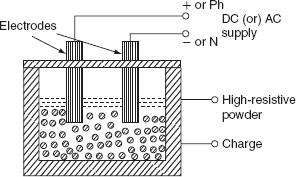 Electrodes
+ or Ph
DC (or) AC
supply
− or N
High-resistive
powder
Charge